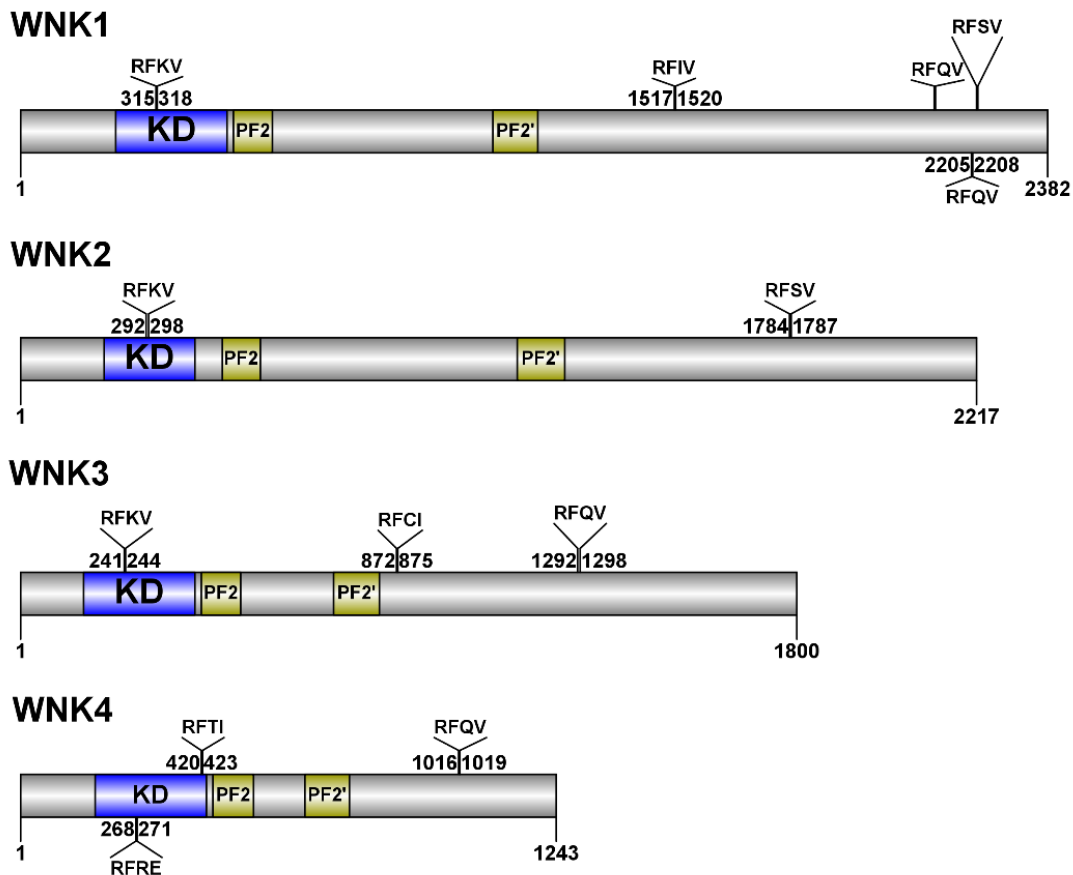 WNK1
RFSV
RFKV
RFIV
RFQV
315 318
1517 1520
KD
PF2
PF2'
2205 2208
1
2382
RFQV
WNK2
RFKV
RFSV
292 298
1784 1787
KD
PF2
PF2'
1
2217
WNK3
RFKV
RFCI
RFQV
241 244
872 875
1292 1298
KD
PF2
PF2'
1
1800
WNK4
RFTI
RFQV
420 423
1016 1019
KD
PF2
PF2'
268 271
1
1243
RFRE